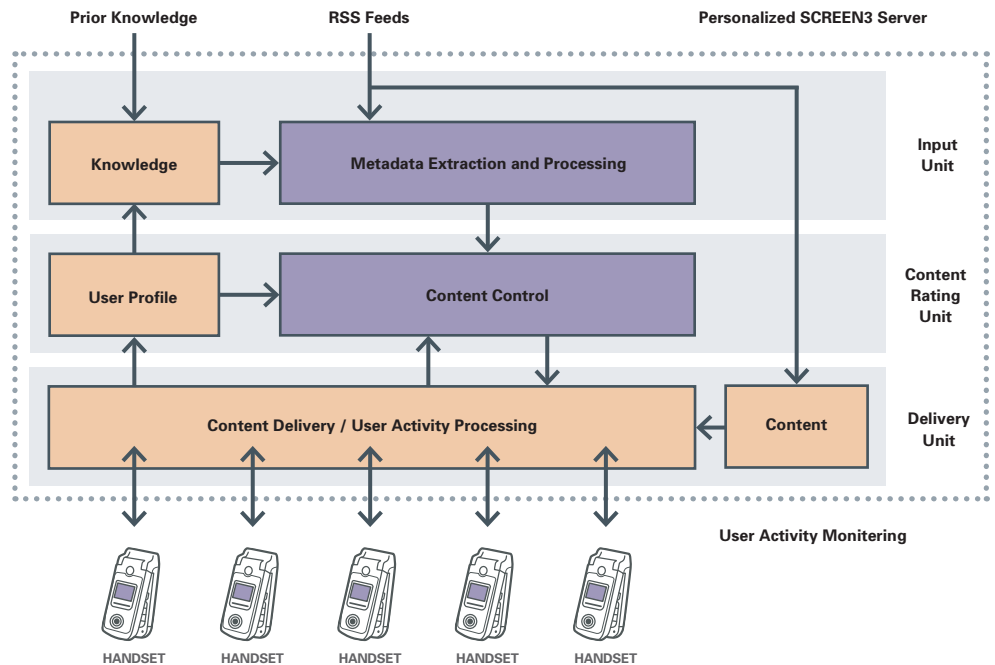 Prior Knowledge
RSS Feeds
Personalized SCREEN3 Server
Knowledge
Metadata Extraction and Processing
Input
Unit
User Profile
Content Control
Content
Rating
Unit
Content Delivery / User Activity Processing
Content
Delivery
Unit
User Activity Monitering
HANDSET
HANDSET
HANDSET
HANDSET
HANDSET